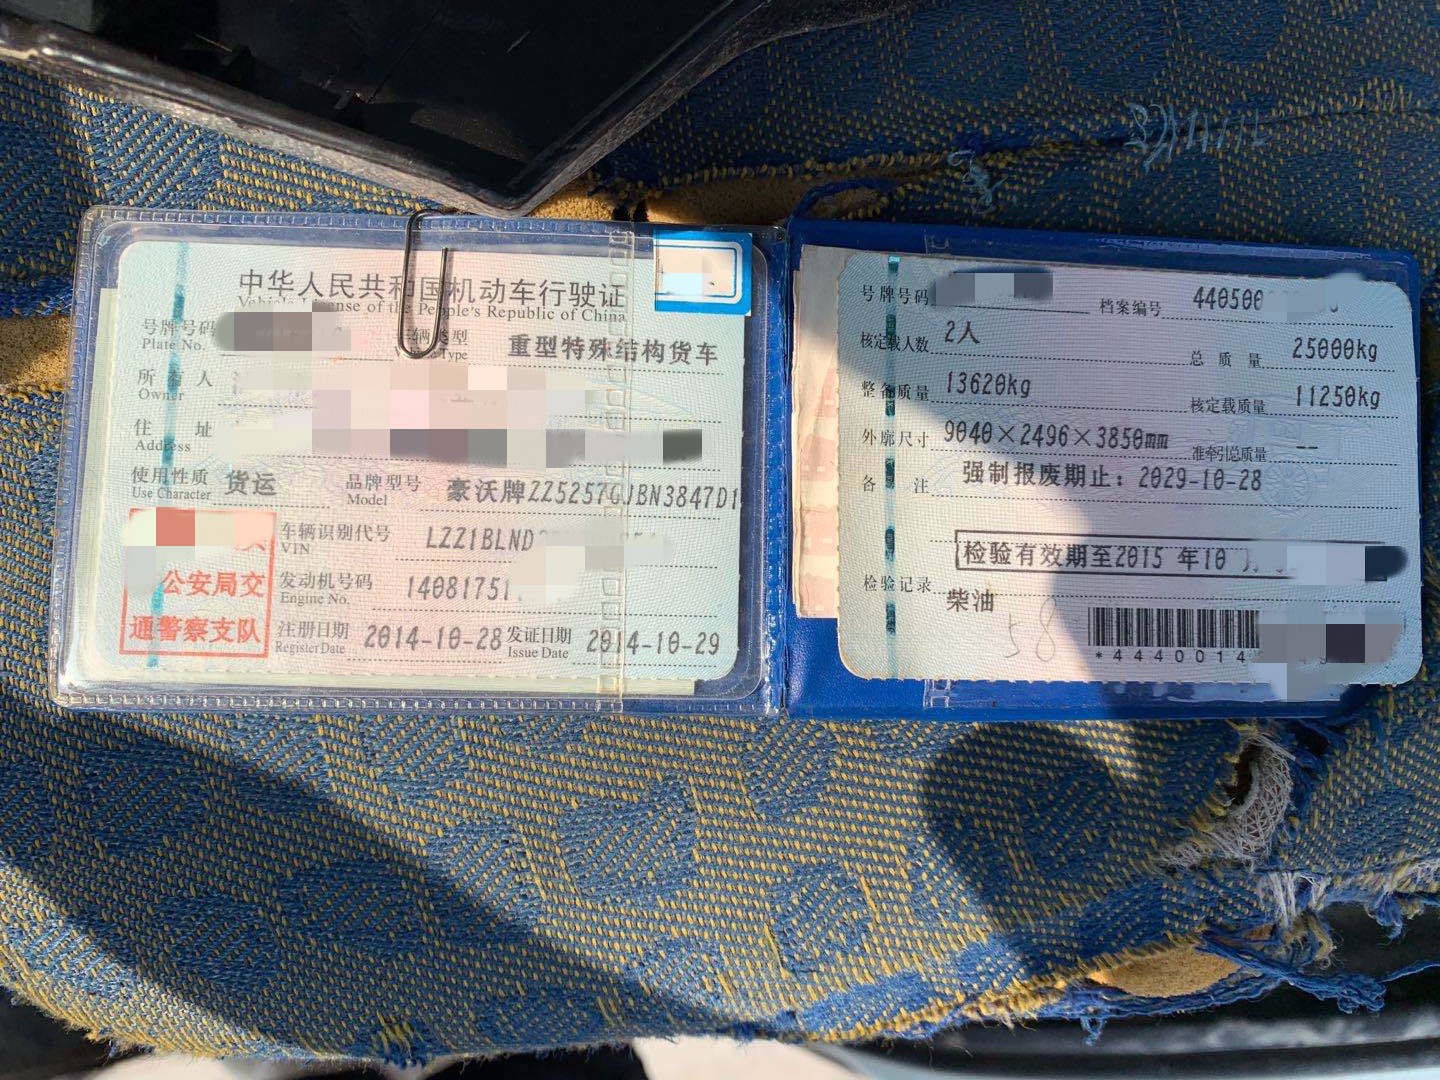 中华人民共和国机动车行驶证
Vehicle License of the People's Republic of China
号牌号码
Plate No.
车辆类型
Vehicle Type
重型特殊结构货车
所有人
Owner
住址
Address
使用性质
Use Character
货运
品牌型号
Model
豪沃牌ZZ5257GJBN3847D1
公安局交
通警察支队
车辆识别代号
VIN
LZZ1BLND
发动机号码
Engine No.
14081751
注册日期
Register Date
2014-10-28
发证日期
Issue Date
2014-10-29
号牌号码
档案编号 440500
核定载人数 2人
总质量 25000kg
整备质量 13620kg
核定载质量 11250kg
外廓尺寸 9040×2496×3850mm
准牵引总质量 --
备注 强制报废期止：2029-10-28
检验有效期至2015年10月
检验记录
柴油
58
*4440014